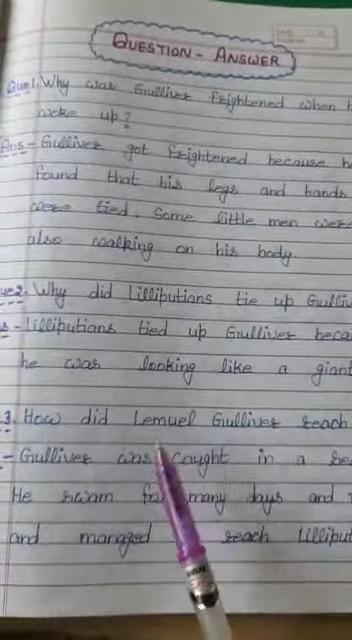 QUESTION - ANSWER
Que1. Why was Gulliver frightened when h
woke up?
Ans - Gulliver got frightened because he
found that his legs and hands
were tied. Some little men were
also walking on his body
ue2. Why did Lilliputians tie up Gulliv
s - Lilliputians tied up Gulliver beca
he was looking like a giant
3. How did Lemuel Gulliver reach
- Gulliver was caught in a se
He swam many days and
and managed reach Lilliput